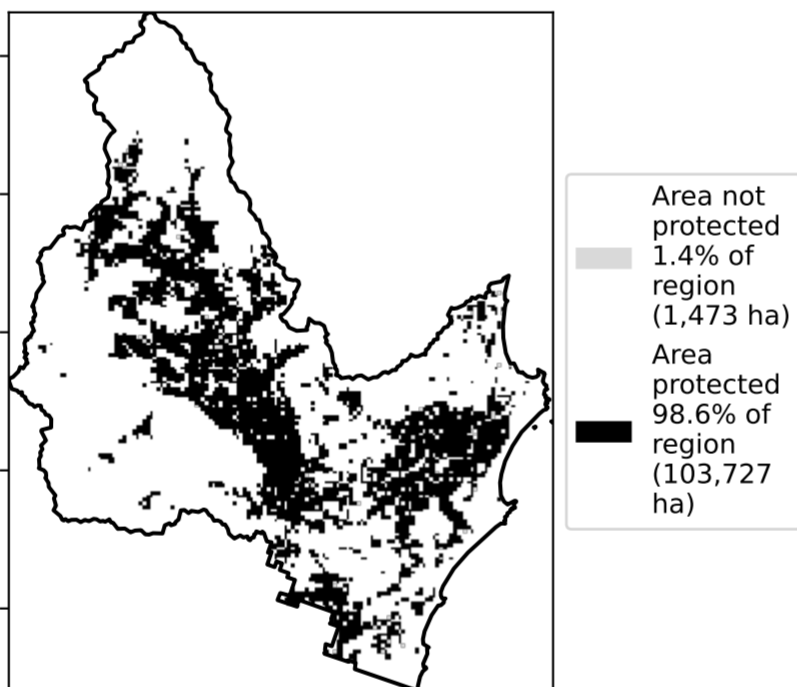 Area not
protected
1.4% of
region
(1,473 ha)
Area
protected
98.6% of
region
(103,727
ha)